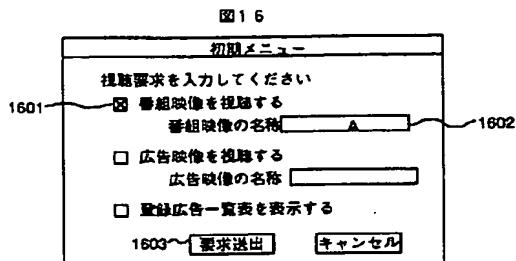 図16
初期メニュー
視聴要求を入力してください
1601 ☒ 番組映像を視聴する
番組映像の名称 A 1602
☐ 広告映像を視聴する
広告映像の名称
☐ 登録広告一覧表を表示する
1603 要求送出 キャンセル